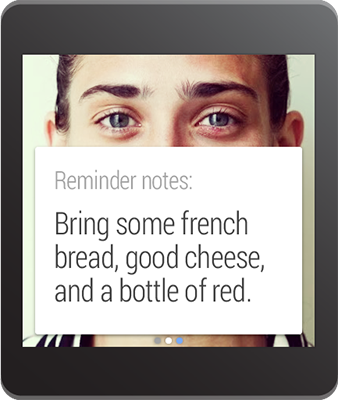 Reminder notes:
Bring some french
bread, good cheese,
and a bottle of red.